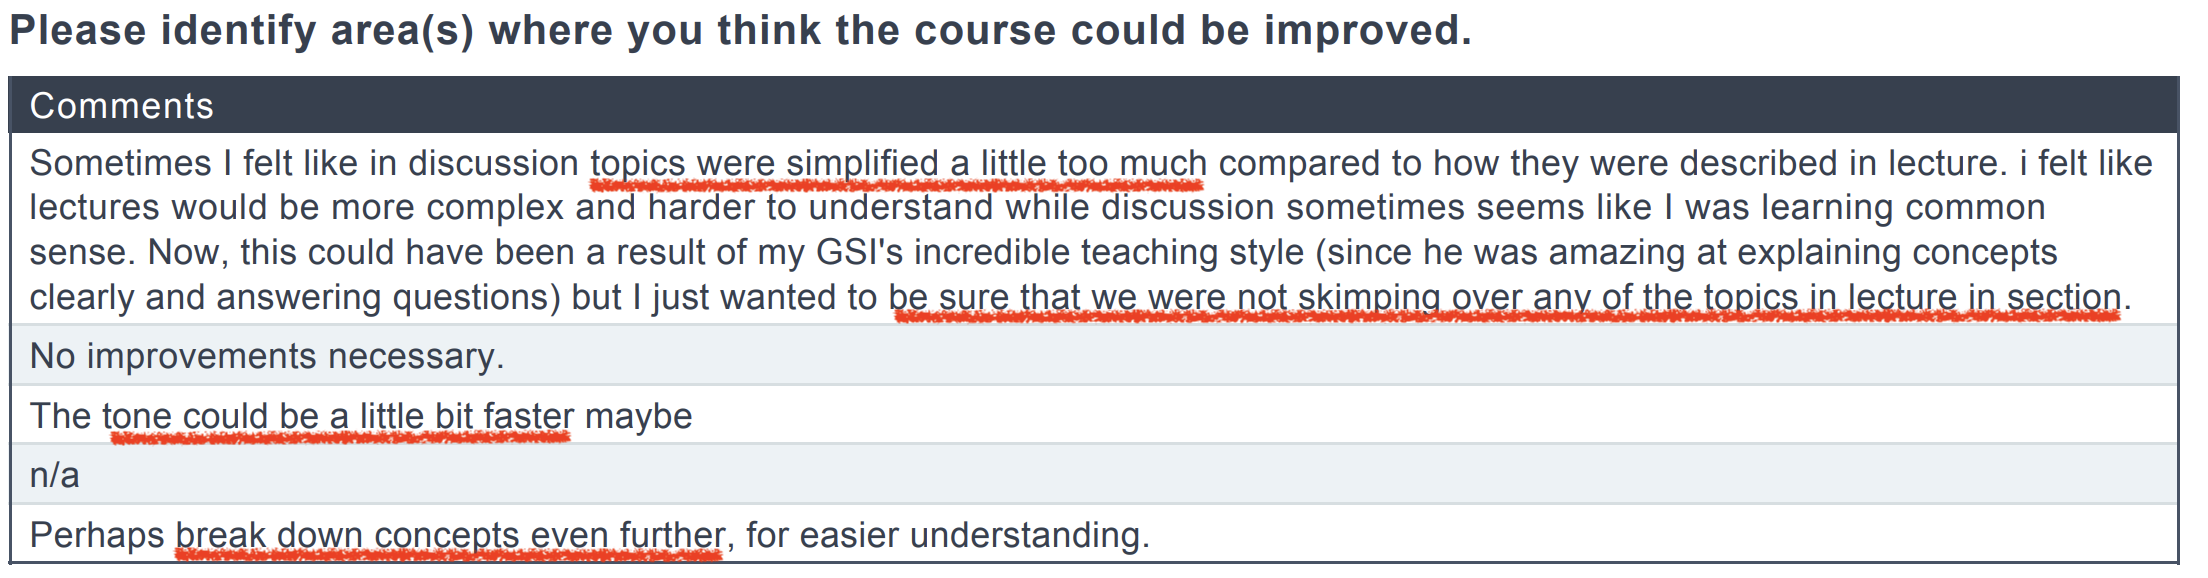 Please identify area(s) where you think the course could be improved.
Comments
Sometimes I felt like in discussion topics were simplified a little too much compared to how they were described in lecture. i felt like
lectures would be more complex and harder to understand while discussion sometimes seems like I was learning common
sense. Now, this could have been a result of my GSI's incredible teaching style (since he was amazing at explaining concepts
clearly and answering questions) but I just wanted to be sure that we were not skimping over any of the topics in lecture in section.
No improvements necessary.
The tone could be a little bit faster maybe
n/a
Perhaps break down concepts even further, for easier understanding.